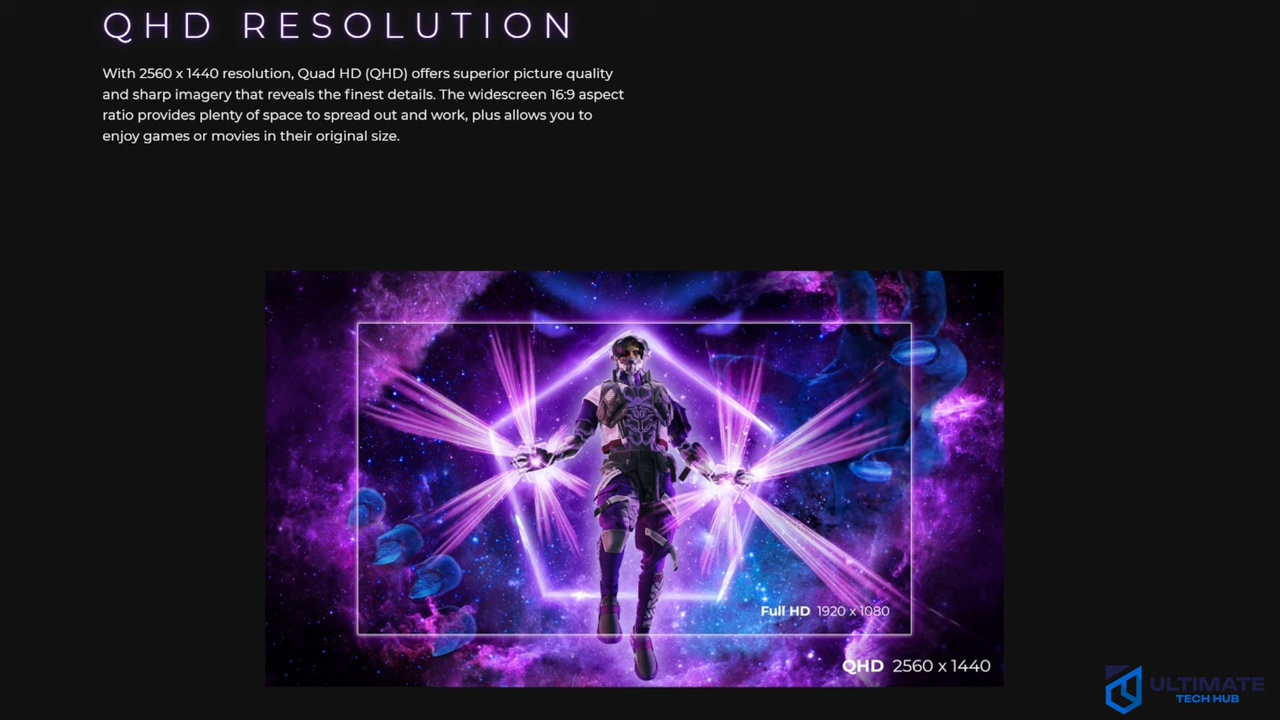 QHD RESOLUTION
With 2560 x 1440 resolution, Quad HD (QHD) offers superior picture quality
and sharp imagery that reveals the finest details. The widescreen 16:9 aspect
ratio provides plenty of space to spread out and work, plus allows you to
enjoy games or movies in their original size.
Full HD 1920 x 1080
QHD 2560 x 1440
ULTIMATE
TECH HUB